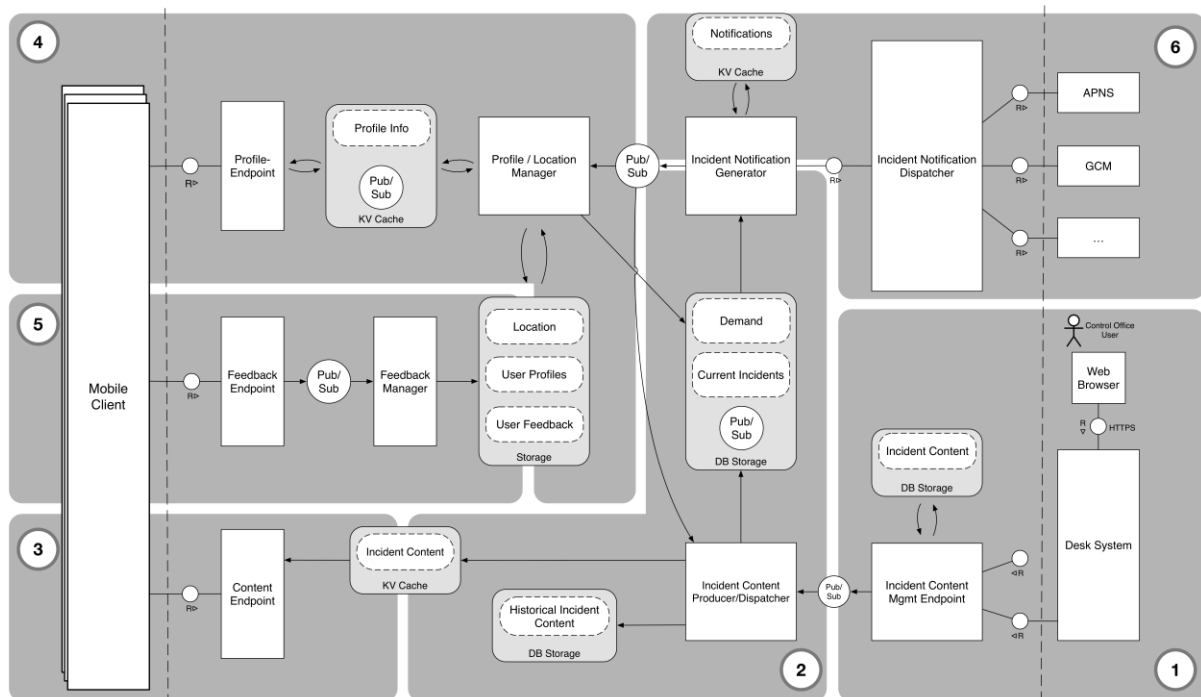 4
Mobile
Client
R
Profile-
Endpoint
Profile Info
Pub/
Sub
KV Cache
Profile / Location
Manager
Pub/
Sub
Notifications
KV Cache
Incident Notification
Generator
R
Incident Notification
Dispatcher
6
R
APNS
R
GCM
R
...
5
R
Feedback
Endpoint
Pub/
Sub
Feedback
Manager
Location
User Profiles
User Feedback
Storage
Demand
Current Incidents
Pub/
Sub
DB Storage
Control Office
User
Web
Browser
R
HTTPS
Incident Content
DB Storage
Desk System
3
R
Content
Endpoint
Incident Content
KV Cache
Historical Incident
Content
DB Storage
Incident Content
Producer/Dispatcher
Pub/
Sub
Incident Content
Mgmt Endpoint
R
R
2
1